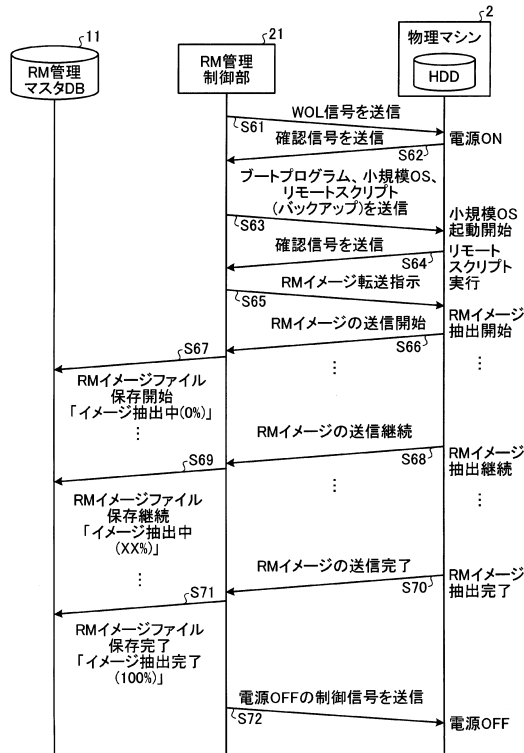 11
21
2
RM管理
マスタDB
RM管理
制御部
物理マシン
HDD
WOL信号を送信
S61
確認信号を送信
S62
電源ON
ブートプログラム、小規模OS、
リモートスクリプト
(バックアップ)を送信
S63
小規模OS
起動開始
確認信号を送信
S64
リモート
スクリプト
実行
RMイメージ転送指示
S65
RMイメージの送信開始
S66
RMイメージ
抽出開始
S67
RMイメージファイル
保存開始
「イメージ抽出中(0%)」
RMイメージの送信継続
S68
RMイメージ
抽出継続
S69
RMイメージファイル
保存継続
「イメージ抽出中
(XX%)」
RMイメージの送信完了
S70
RMイメージ
抽出完了
S71
RMイメージファイル
保存完了
「イメージ抽出完了
(100%)」
電源OFFの制御信号を送信
S72
電源OFF